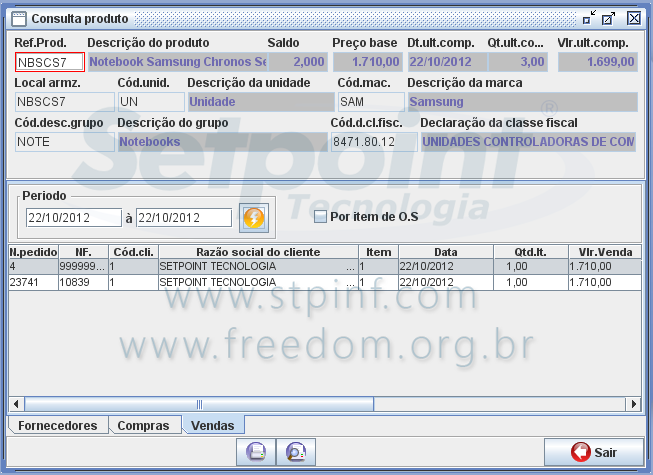 Consulta produto
Ref.Prod. Descrição do produto Saldo Preço base Dt.ult.comp. Qt.ult.co... Vlr.ult.comp.
NBSCS7 Notebook Samsung Chronos Se 2,000 1.710,00 22/10/2012 3,00 1.699,00
Local armz. Cód.unid. Descrição da unidade Cód.mac. Descrição da marca
NBSCS7 UN Unidade SAM Samsung
Cód.desc.grupo Descrição do grupo Cód.d.cl.fisc. Declaração da classe fiscal
NOTE Notebooks 8471.80.12 UNIDADES CONTROLADORAS DE COM
Setpoint®
Tecnologia
Periodo
22/10/2012 à 22/10/2012 Por item de O.S
N.pedido NF. Cód.cli. Razão social do cliente Item Data Qtd.It. Vlr.Venda
4 999999... 1 SETPOINT TECNOLOGIA ... 1 22/10/2012 1,00 1.710,00
23741 10839 1 SETPOINT TECNOLOGIA ... 1 22/10/2012 1,00 1.710,00
www.stpinf.com
www.freedom.org.br
Fornecedores Compras Vendas
Sair